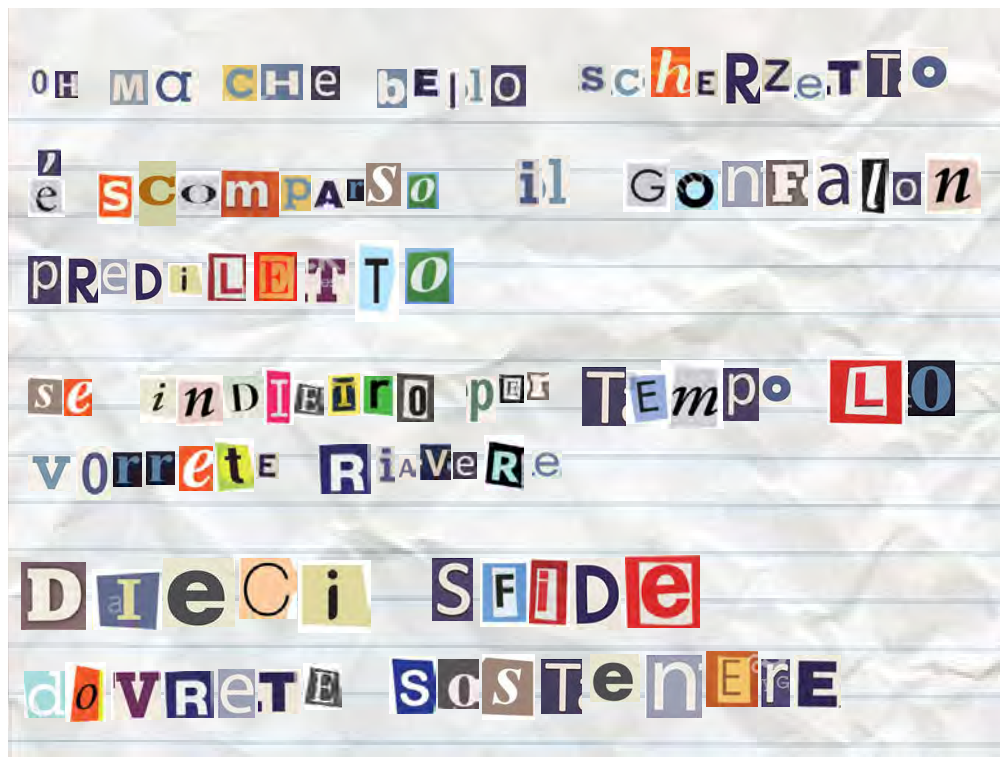 OH Ma CHE bEllO scHERZeTTO
é scOmpArSo il GONFalon
pREDiLETTO
se inDIETrO pER TEmpo LO
vOrretE RiAVeRe
DIeCi SFiDe
dOVReTE SOSTeNERE